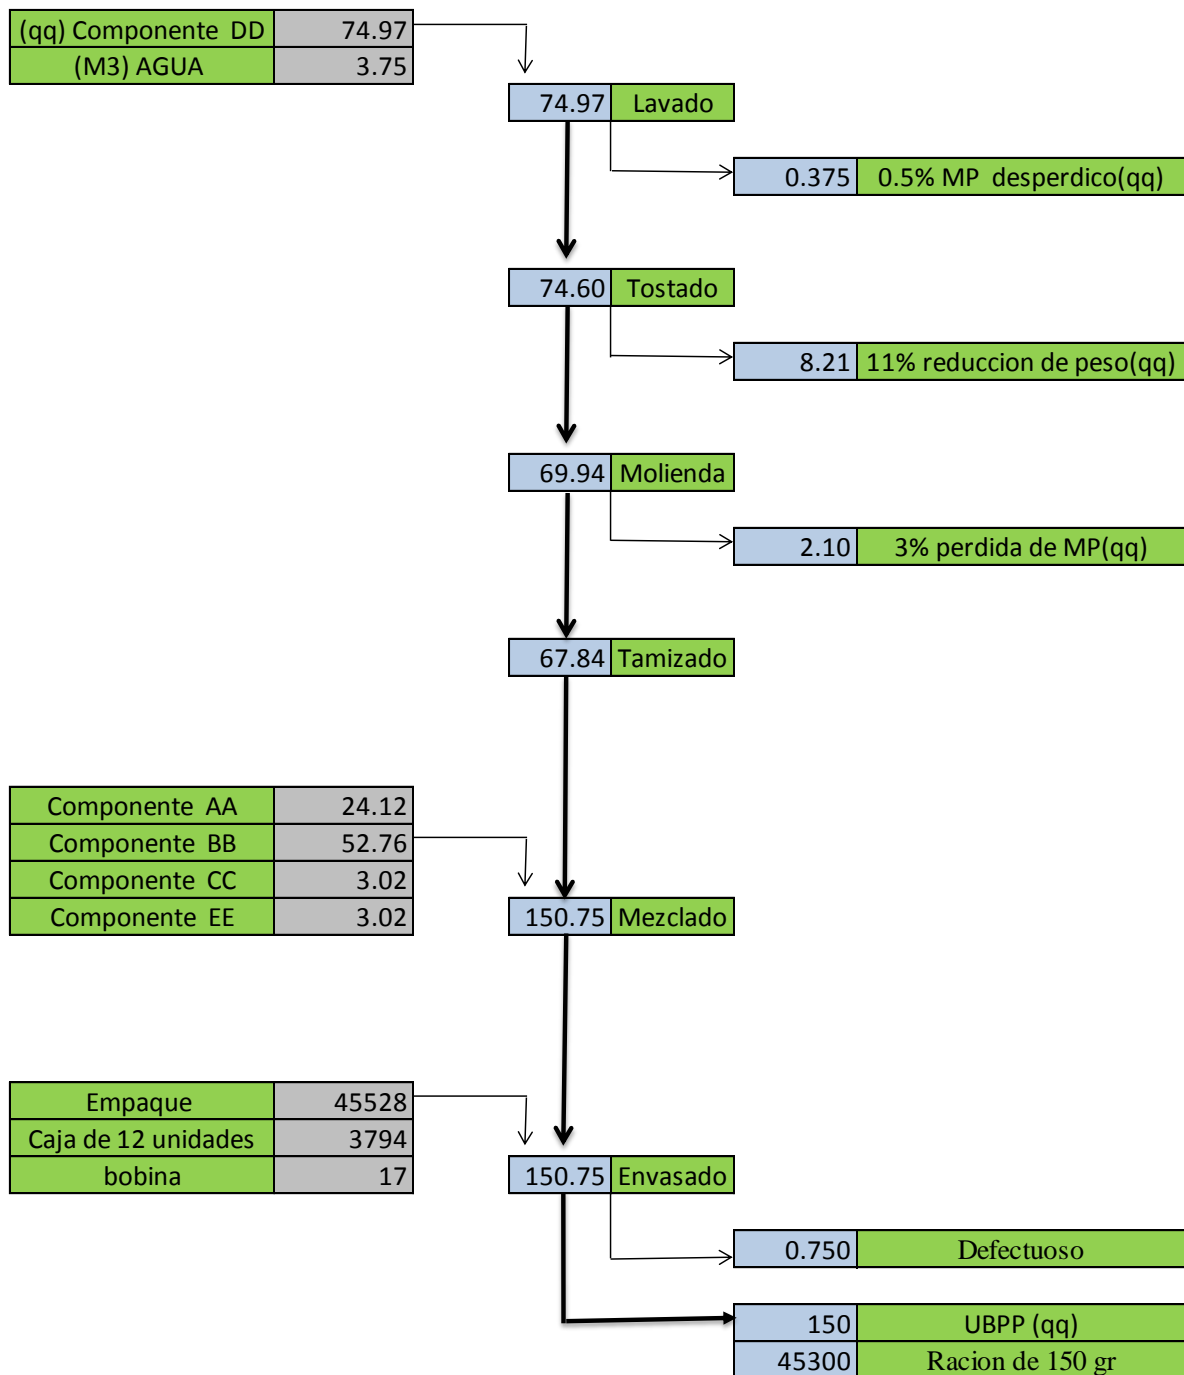 (qq) Componente DD 74.97
(M3) AGUA 3.75
74.97 Lavado
0.375 0.5% MP desperdico(qq)
74.60 Tostado
8.21 11% reduccion de peso(qq)
69.94 Molienda
2.10 3% perdida de MP(qq)
67.84 Tamizado
Componente AA 24.12
Componente BB 52.76
Componente CC 3.02
Componente EE 3.02
150.75 Mezclado
Empaque 45528
Caja de 12 unidades 3794
bobina 17
150.75 Envasado
0.750 Defectuoso
150 UBPP (qq)
45300 Racion de 150 gr